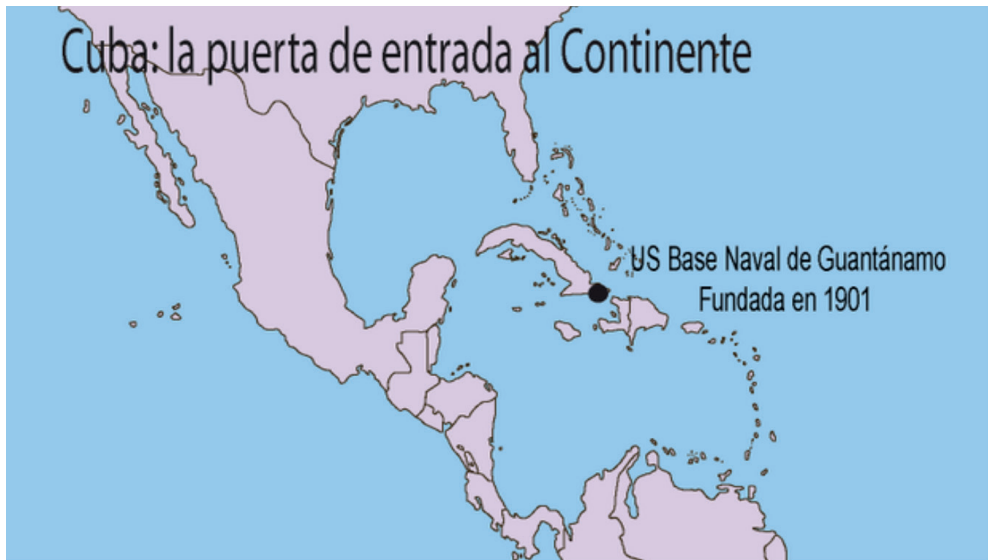 Cuba: la puerta de entrada al Continente
US Base Naval de Guantánamo
Fundada en 1901